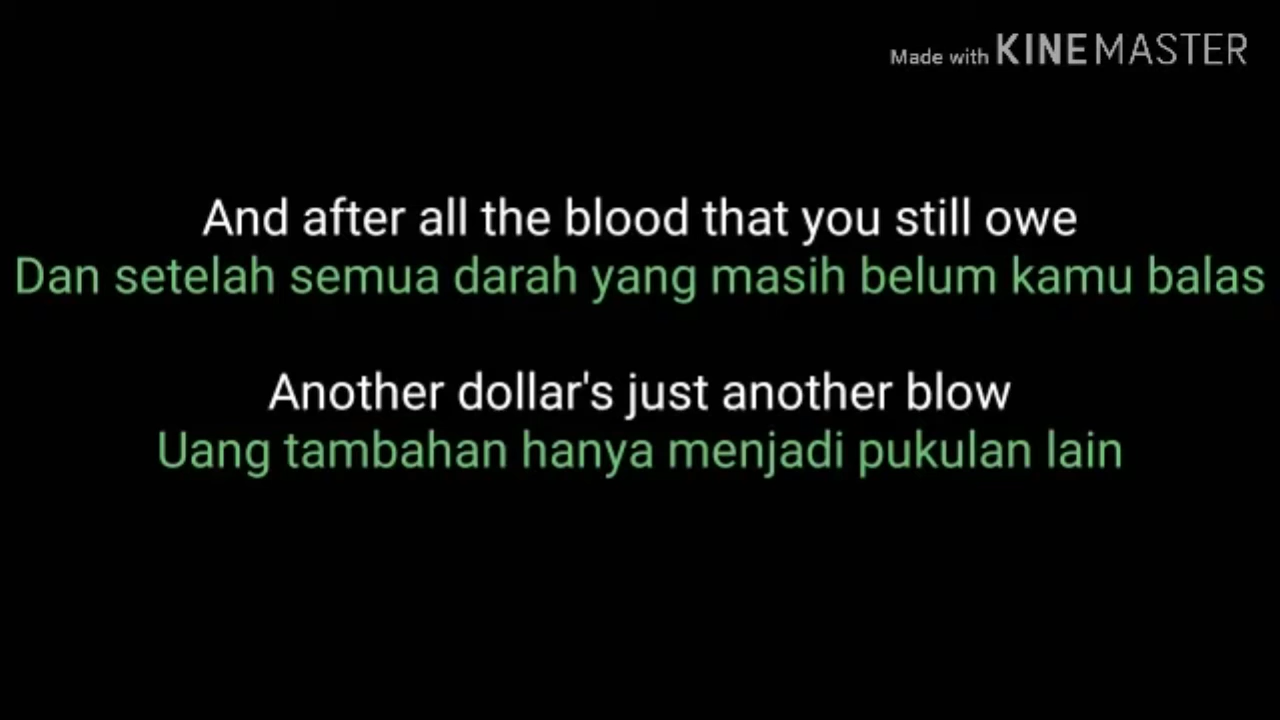 Made with KINEMASTER
And after all the blood that you still owe
Dan setelah semua darah yang masih belum kamu balas
Another dollar's just another blow
Uang tambahan hanya menjadi pukulan lain